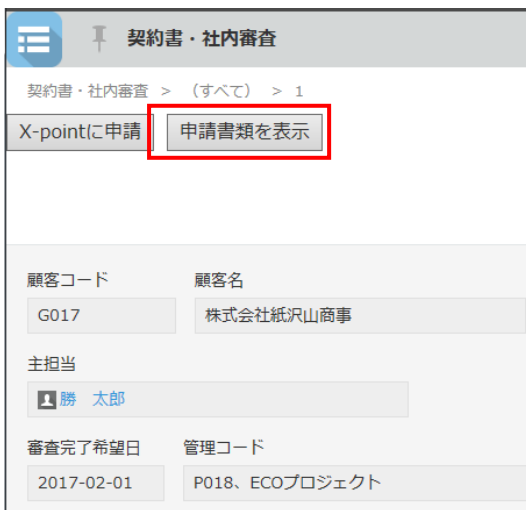 契約書・社内審査
契約書・社内審査 > (すべて) > 1
X-pointに申請 申請書類を表示
顧客コード 顧客名
G017 株式会社紙沢山商事
主担当
勝 太郎
審査完了希望日 管理コード
2017-02-01 P018、ECOプロジェクト